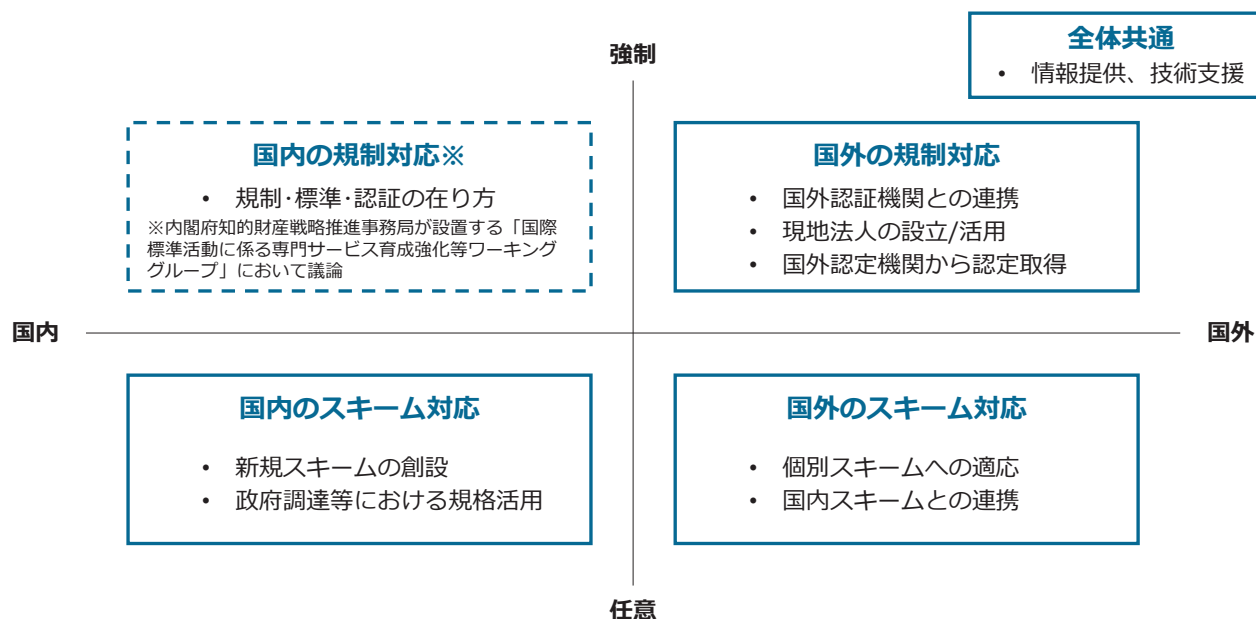 全体共通
• 情報提供、技術支援
強制
国内の規制対応※
• 規制･標準･認証の在り方
※内閣府知的財産戦略推進事務局が設置する「国際
標準活動に係る専門サービス育成強化等ワーキング
グループ」において議論
国外の規制対応
• 国外認証機関との連携
• 現地法人の設立/活用
• 国外認定機関から認定取得
国内
国外
国内のスキーム対応
• 新規スキームの創設
• 政府調達等における規格活用
国外のスキーム対応
• 個別スキームへの適応
• 国内スキームとの連携
任意